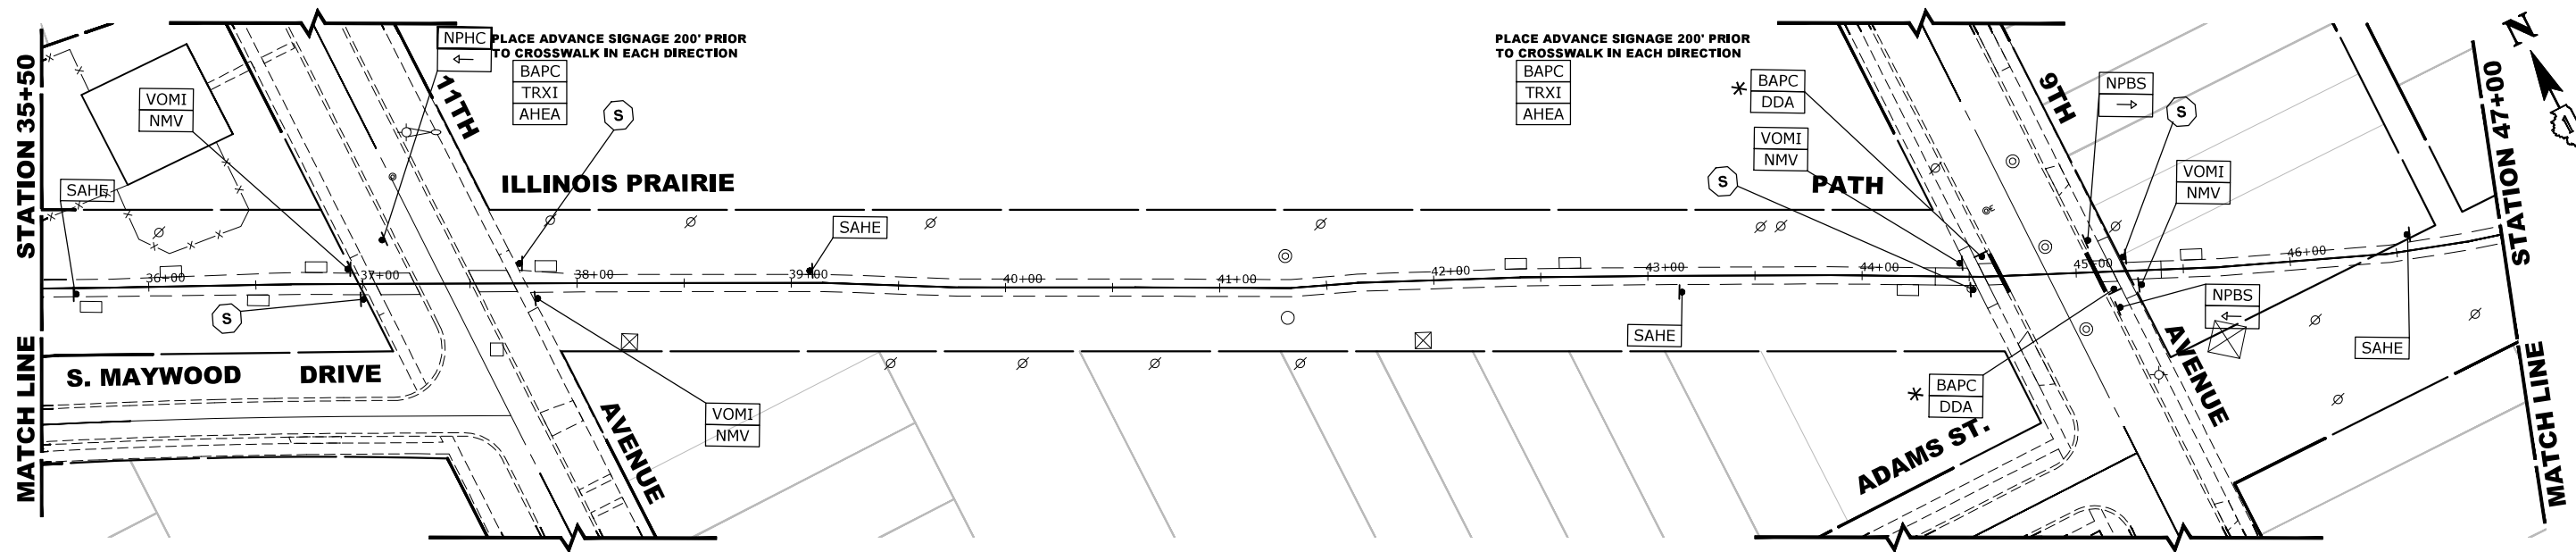 MATCH LINE STATION 35+50
SAHE
VOMI
NMV
S
S. MAYWOOD DRIVE
NPHC
←
11TH AVENUE
PLACE ADVANCE SIGNAGE 200' PRIOR
TO CROSSWALK IN EACH DIRECTION
BAPC
TRXI
AHEA
S
ILLINOIS PRAIRIE PATH
VOMI
NMV
SAHE
36+00
37+00
38+00
39+00
40+00
41+00
42+00
43+00
44+00
45+00
46+00
PLACE ADVANCE SIGNAGE 200' PRIOR
TO CROSSWALK IN EACH DIRECTION
BAPC
TRXI
AHEA
* BAPC
DDA
VOMI
NMV
S
SAHE
* BAPC
DDA
ADAMS ST.
9TH AVENUE
NPBS
→
S
VOMI
NMV
NPBS
←
SAHE
N
MATCH LINE STATION 47+00